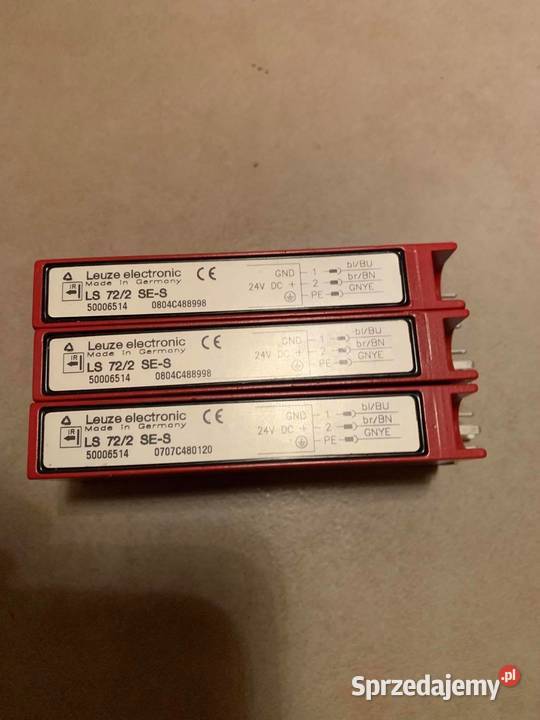 Leuze electronic CE
Made in Germany
IR
LS 72/2 SE-S
50006514 0804C488998
GND 1 bl/BU
24V DC + 2 br/BN
PE GNYE
Leuze electronic CE
Made in Germany
IR
LS 72/2 SE-S
50006514 0804C488998
GND 1 bl/BU
24V DC + 2 br/BN
PE GNYE
Leuze electronic CE
Made in Germany
IR
LS 72/2 SE-S
50006514 0707C480120
GND 1 bl/BU
24V DC + 2 br/BN
PE GNYE
Sprzedajemy.pl